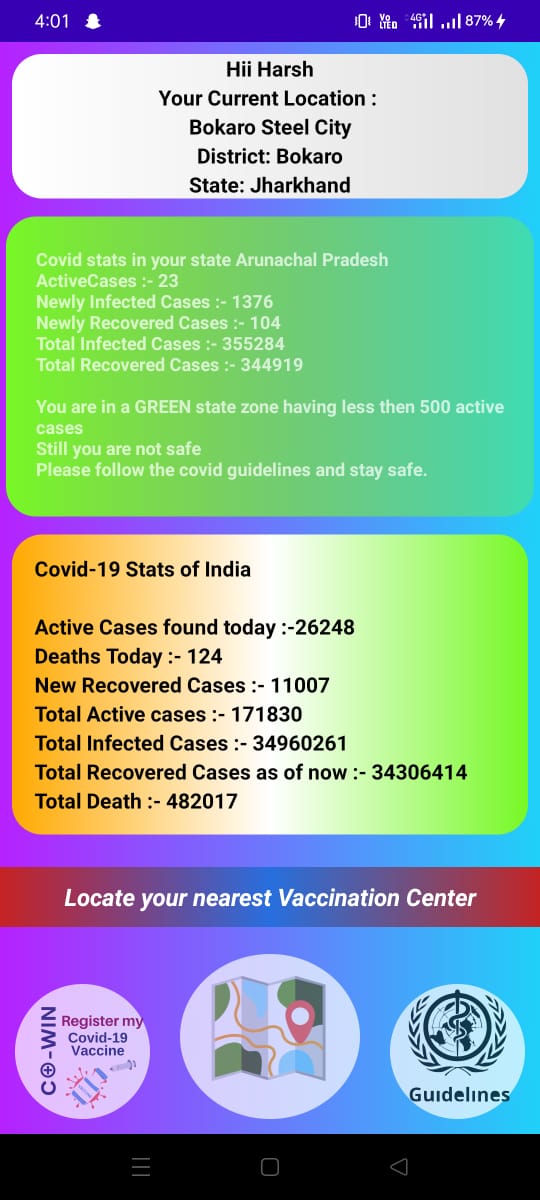 4:01
Vo
LTE
4G+
87%
Hii Harsh
Your Current Location :
Bokaro Steel City
District: Bokaro
State: Jharkhand
Covid stats in your state Arunachal Pradesh
ActiveCases :- 23
Newly Infected Cases :- 1376
Newly Recovered Cases :- 104
Total Infected Cases :- 355284
Total Recovered Cases :- 344919
You are in a GREEN state zone having less then 500 active
cases
Still you are not safe
Please follow the covid guidelines and stay safe.
Covid-19 Stats of India
Active Cases found today :-26248
Deaths Today :- 124
New Recovered Cases :- 11007
Total Active cases :- 171830
Total Infected Cases :- 34960261
Total Recovered Cases as of now :- 34306414
Total Death :- 482017
Locate your nearest Vaccination Center
CO-WIN
Register my
Covid-19
Vaccine
Guidelines